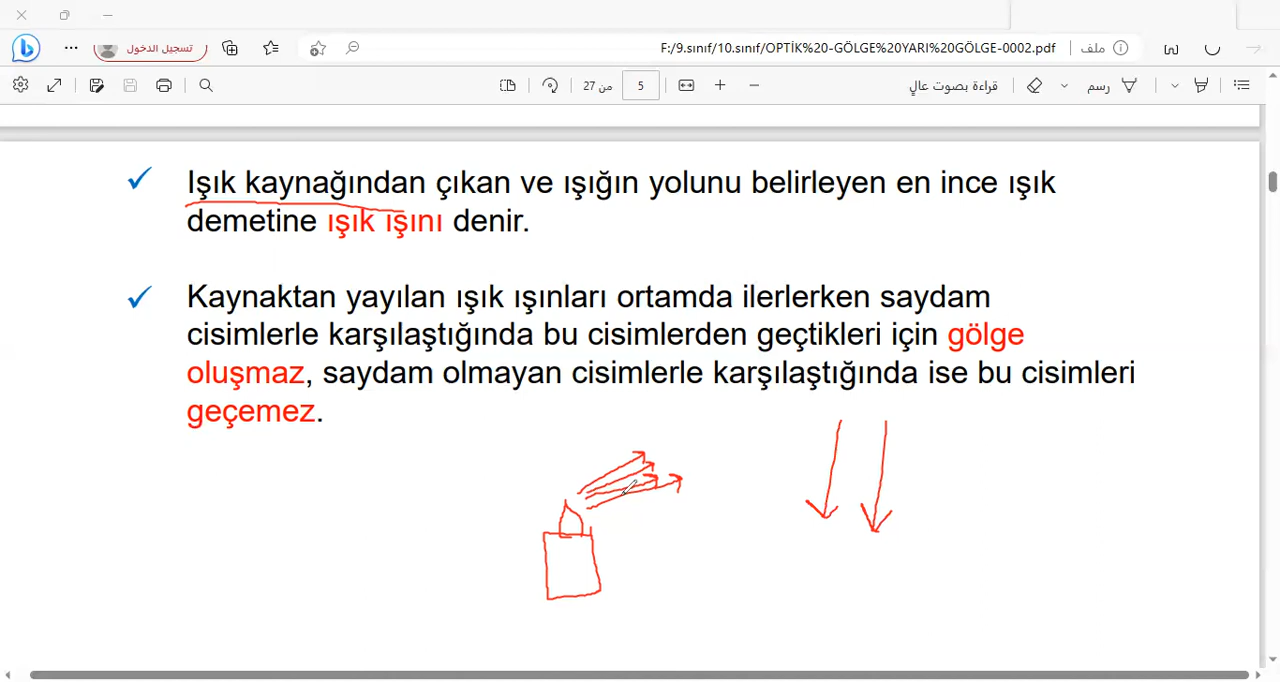 تسجيل الدخول
F:/9.sınıf/10.sınıf/OPTİK%20-GÖLGE%20YARI%20GÖLGE-0002.pdf
ملف
5 من 27
قراءة بصوت عالٍ
رسم
Işık kaynağından çıkan ve ışığın yolunu belirleyen en ince ışık
demetine ışık ışını denir.
Kaynaktan yayılan ışık ışınları ortamda ilerlerken saydam
cisimlerle karşılaştığında bu cisimlerden geçtikleri için gölge
oluşmaz, saydam olmayan cisimlerle karşılaştığında ise bu cisimleri
geçemez.